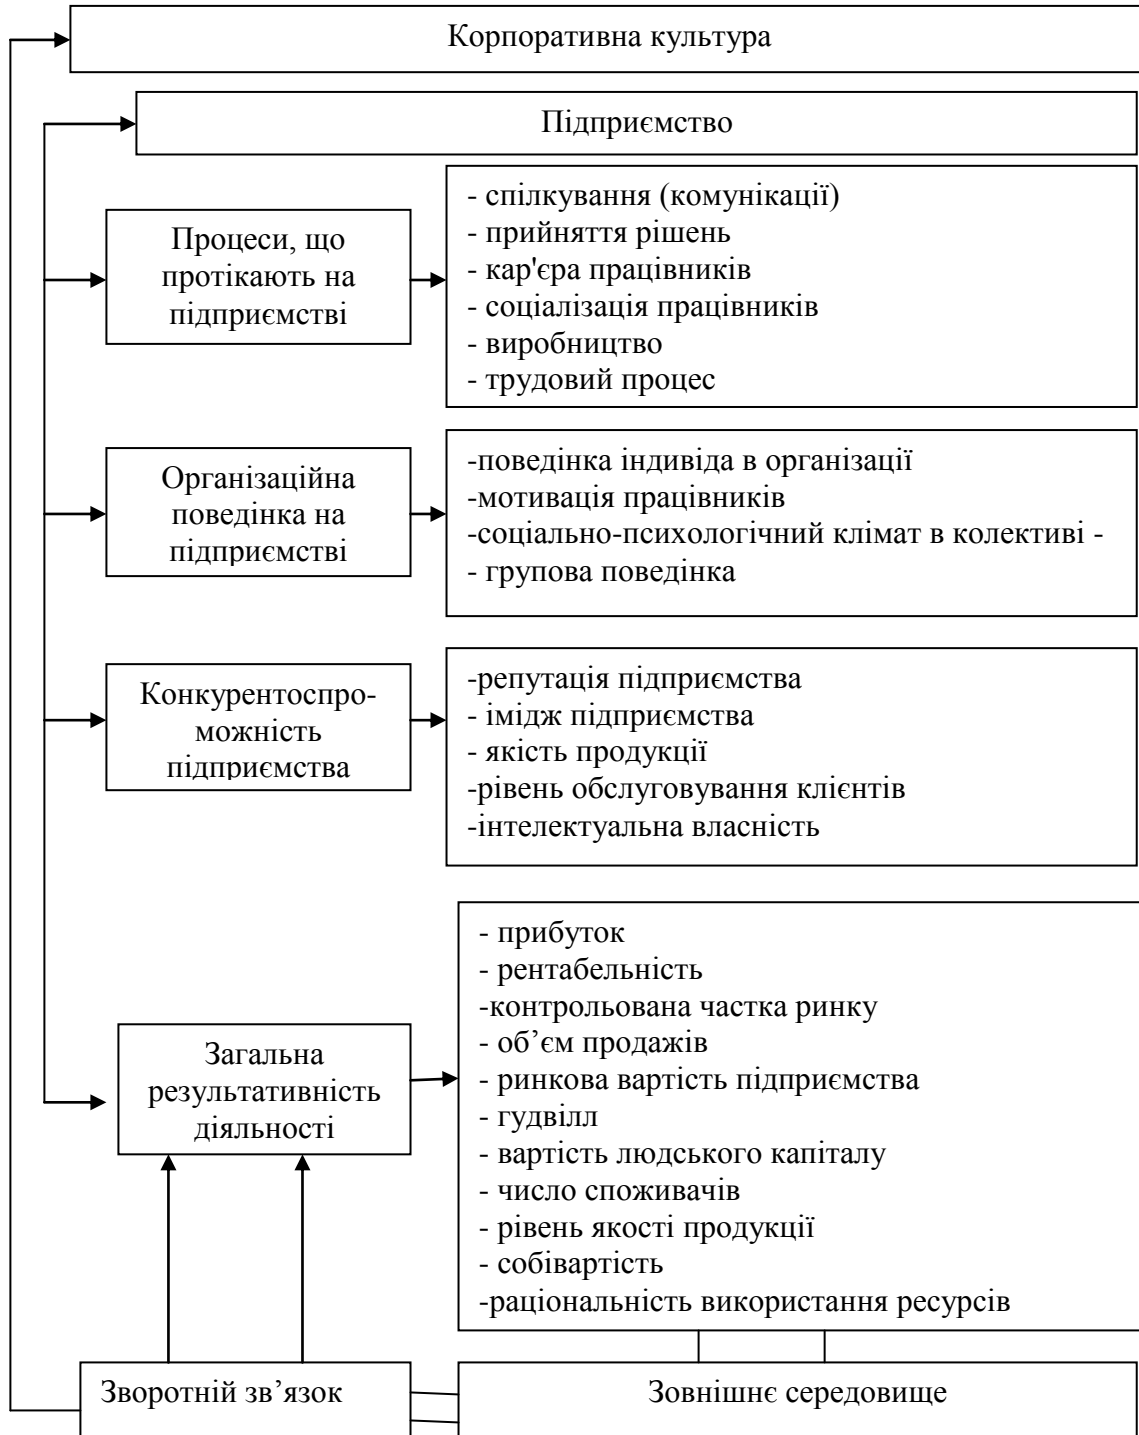 Корпоративна культура
Підприємство
Процеси, що
протікають на
підприємстві
- спілкування (комунікації)
- прийняття рішень
- кар'єра працівників
- соціалізація працівників
- виробництво
- трудовий процес
Організаційна
поведінка на
підприємстві
-поведінка індивіда в організації
-мотивація працівників
-соціально-психологічний клімат в колективі -
- групова поведінка
Конкурентоспро-
можність
підприємства
-репутація підприємства
- імідж підприємства
- якість продукції
-рівень обслуговування клієнтів
-інтелектуальна власність
Загальна
результативність
діяльності
- прибуток
- рентабельність
-контрольована частка ринку
- об’єм продажів
- ринкова вартість підприємства
- гудвілл
- вартість людського капіталу
- число споживачів
- рівень якості продукції
- собівартість
-раціональність використання ресурсів
Зворотній зв’язок
Зовнішнє середовище